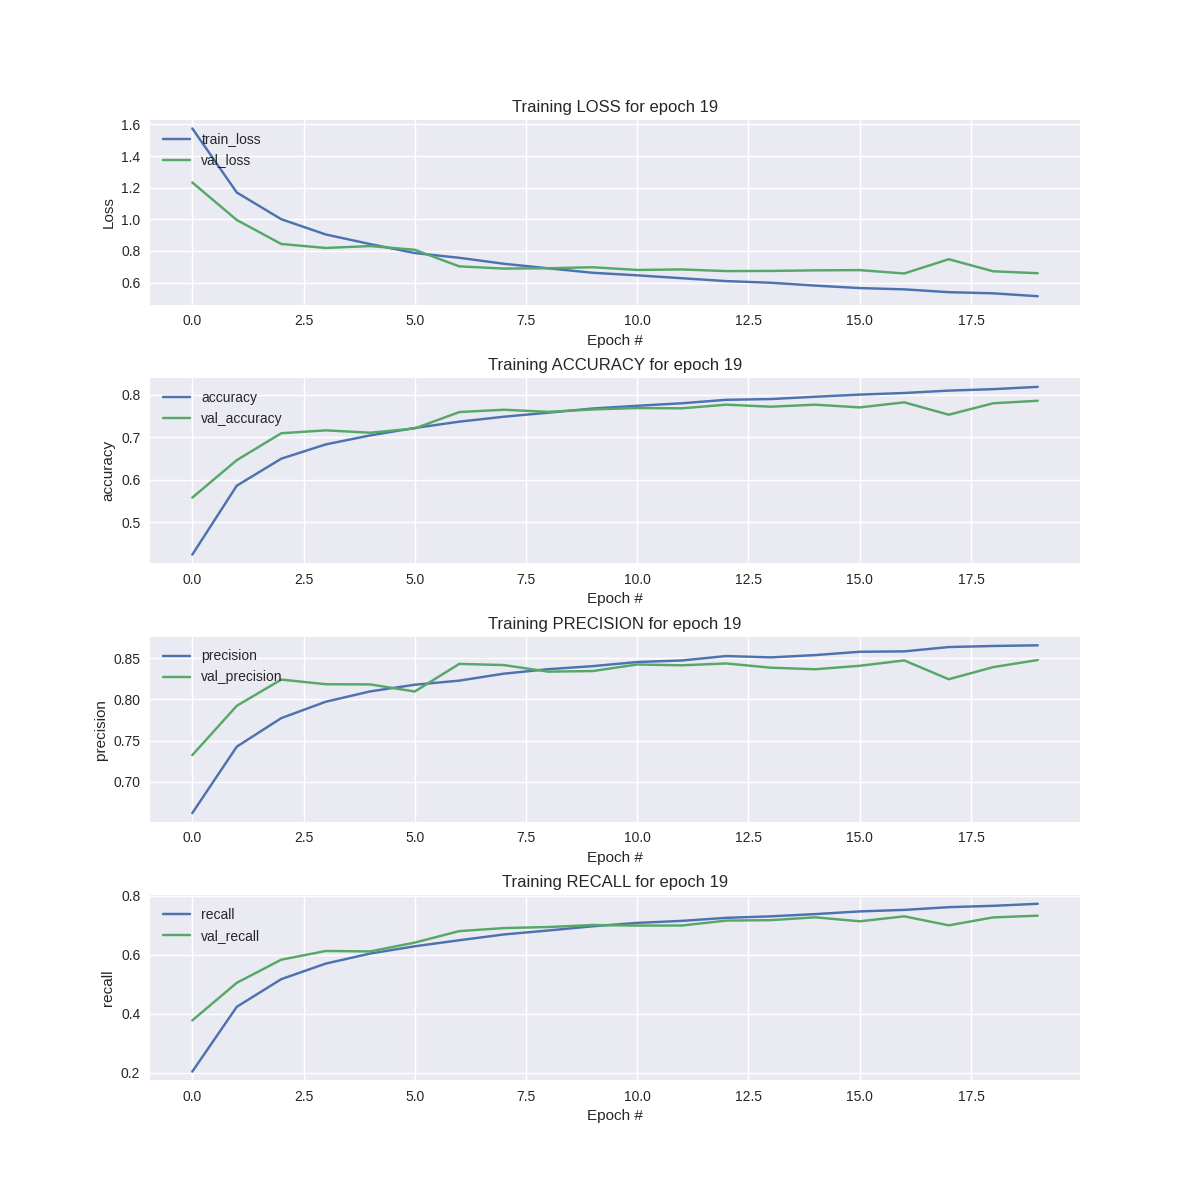 Training LOSS for epoch 19
1.6
1.4
1.2
1.0
0.8
0.6
Loss
train_loss
val_loss
0.0 2.5 5.0 7.5 10.0 12.5 15.0 17.5
Epoch #
Training ACCURACY for epoch 19
0.8
0.7
0.6
0.5
accuracy
accuracy
val_accuracy
0.0 2.5 5.0 7.5 10.0 12.5 15.0 17.5
Epoch #
Training PRECISION for epoch 19
0.85
0.80
0.75
0.70
precision
precision
val_precision
0.0 2.5 5.0 7.5 10.0 12.5 15.0 17.5
Epoch #
Training RECALL for epoch 19
0.8
0.6
0.4
0.2
recall
recall
val_recall
0.0 2.5 5.0 7.5 10.0 12.5 15.0 17.5
Epoch #